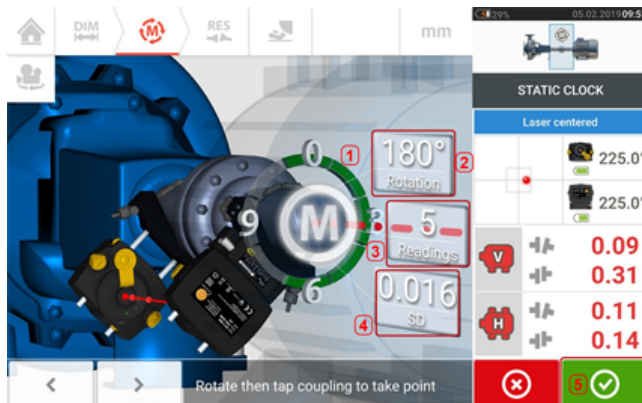 DIM
M
RES
mm
29%
05.02.2019 09:5
STATIC CLOCK
Laser centered
225.0°
225.0°
0
1
180°
Rotation
2
9
M
3
5
Readings
3
6
0.016
SD
4
V
0.09
0.31
H
0.11
0.14
Rotate then tap coupling to take point
5